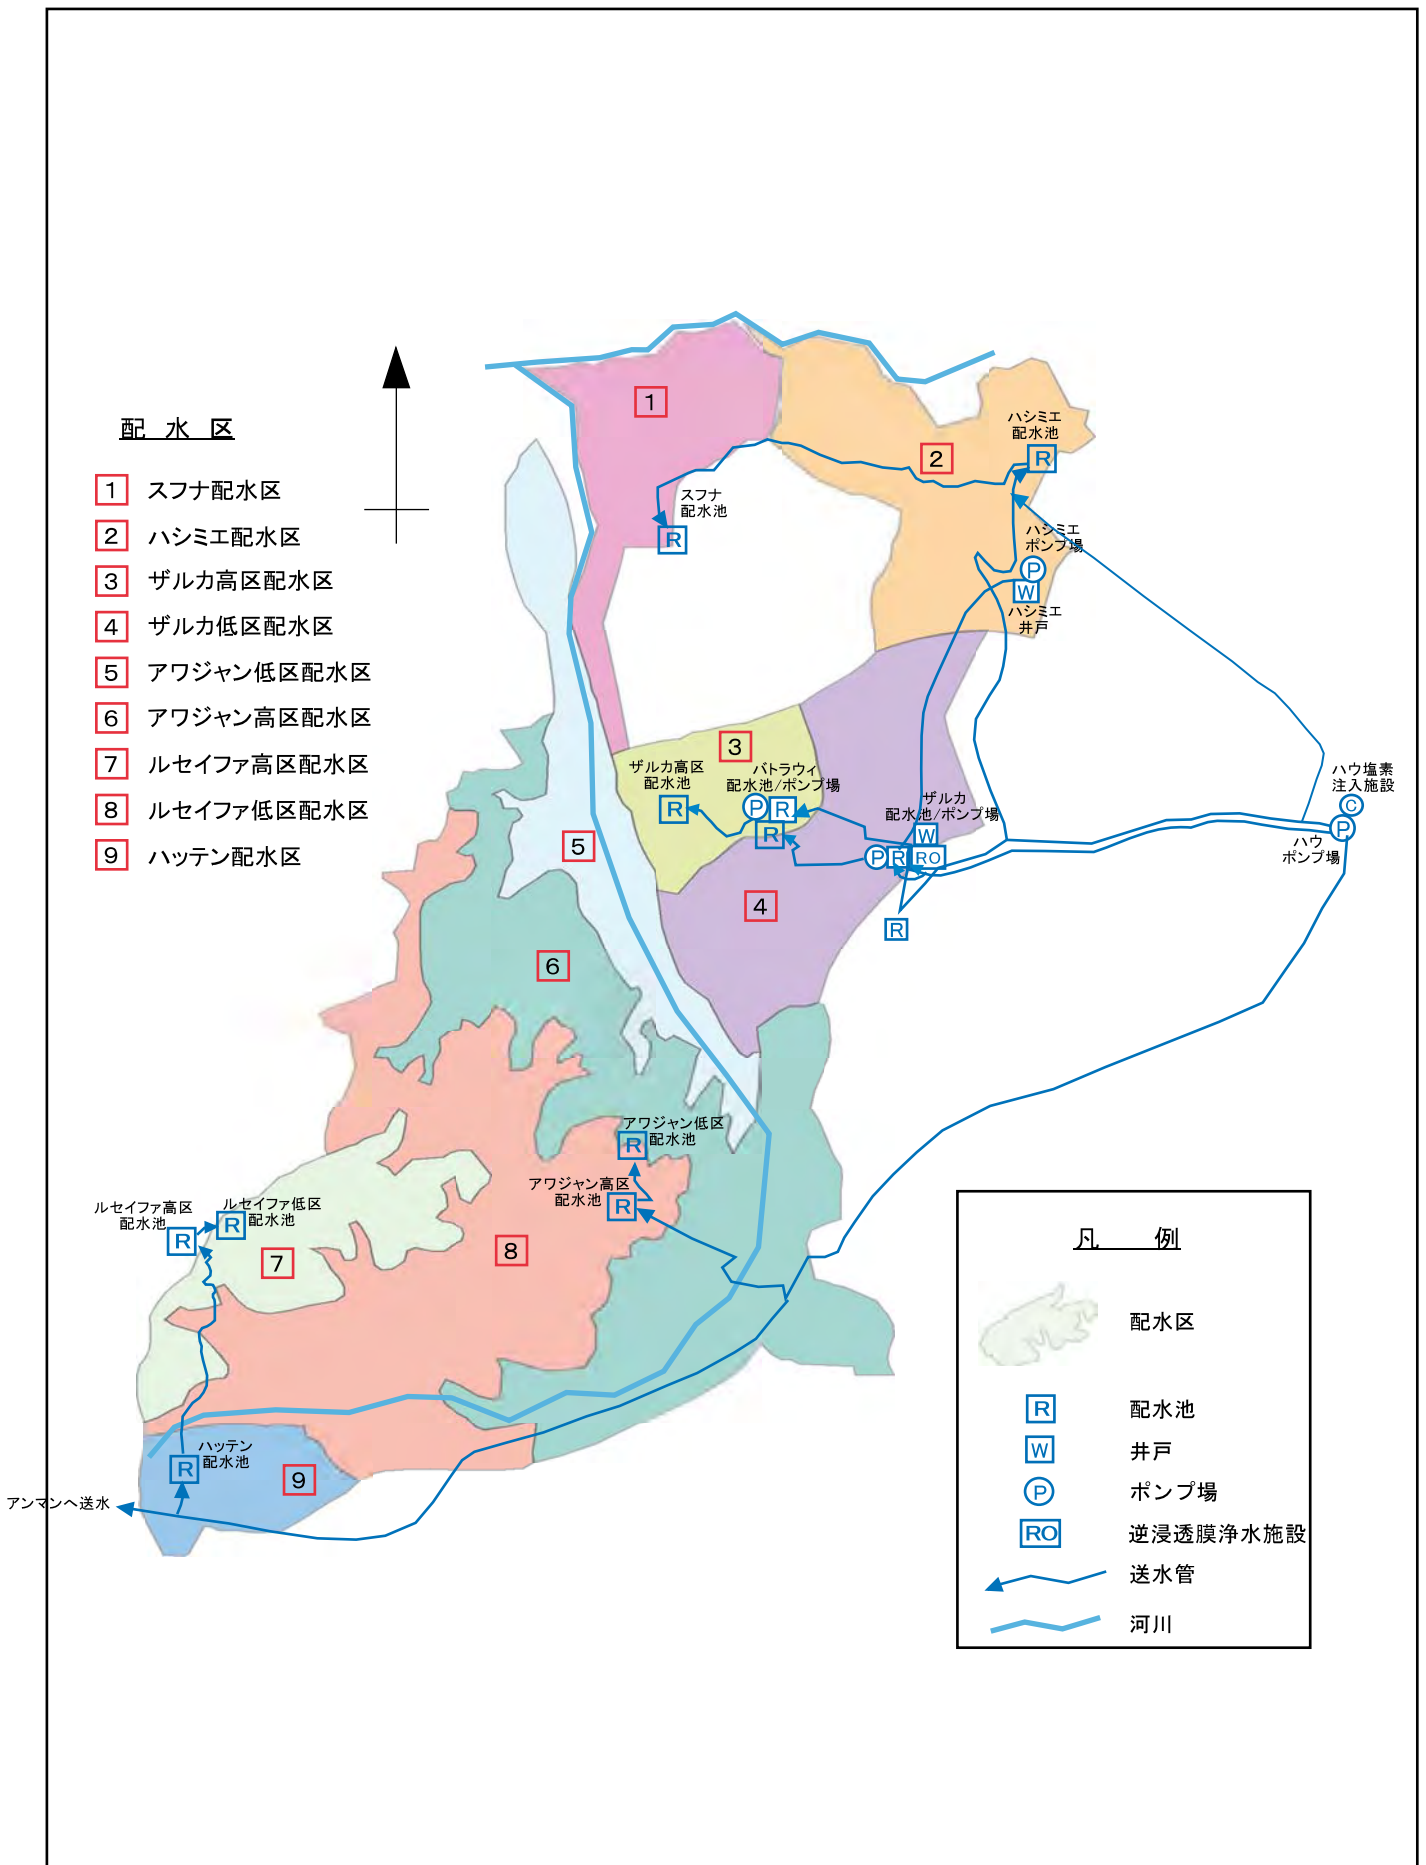 配 水 区
1 スフナ配水区
2 ハシミエ配水区
3 ザルカ高区配水区
4 ザルカ低区配水区
5 アワジャン低区配水区
6 アワジャン高区配水区
7 ルセイファ高区配水区
8 ルセイファ低区配水区
9 ハッテン配水区
1
2
ハシミエ
配水池
R
スフナ
配水池
R
ハシミエ
ポンプ場
P
W
ハシミエ
井戸
3
ザルカ高区
配水池
R
バトラウィ
配水池/ポンプ場
P
R
R
ザルカ
配水池/ポンプ場
W
P
R
RO
R
ハウ塩素
注入施設
C
P
ハウ
ポンプ場
5
4
6
アワジャン低区
配水池
R
アワジャン高区
配水池
R
ルセイファ高区
配水池
R
ルセイファ低区
配水池
R
7
8
ハッテン
配水池
R
9
アンマンへ送水
凡 例
配水区
R 配水池
W 井戸
P ポンプ場
RO 逆浸透膜浄水施設
送水管
河川